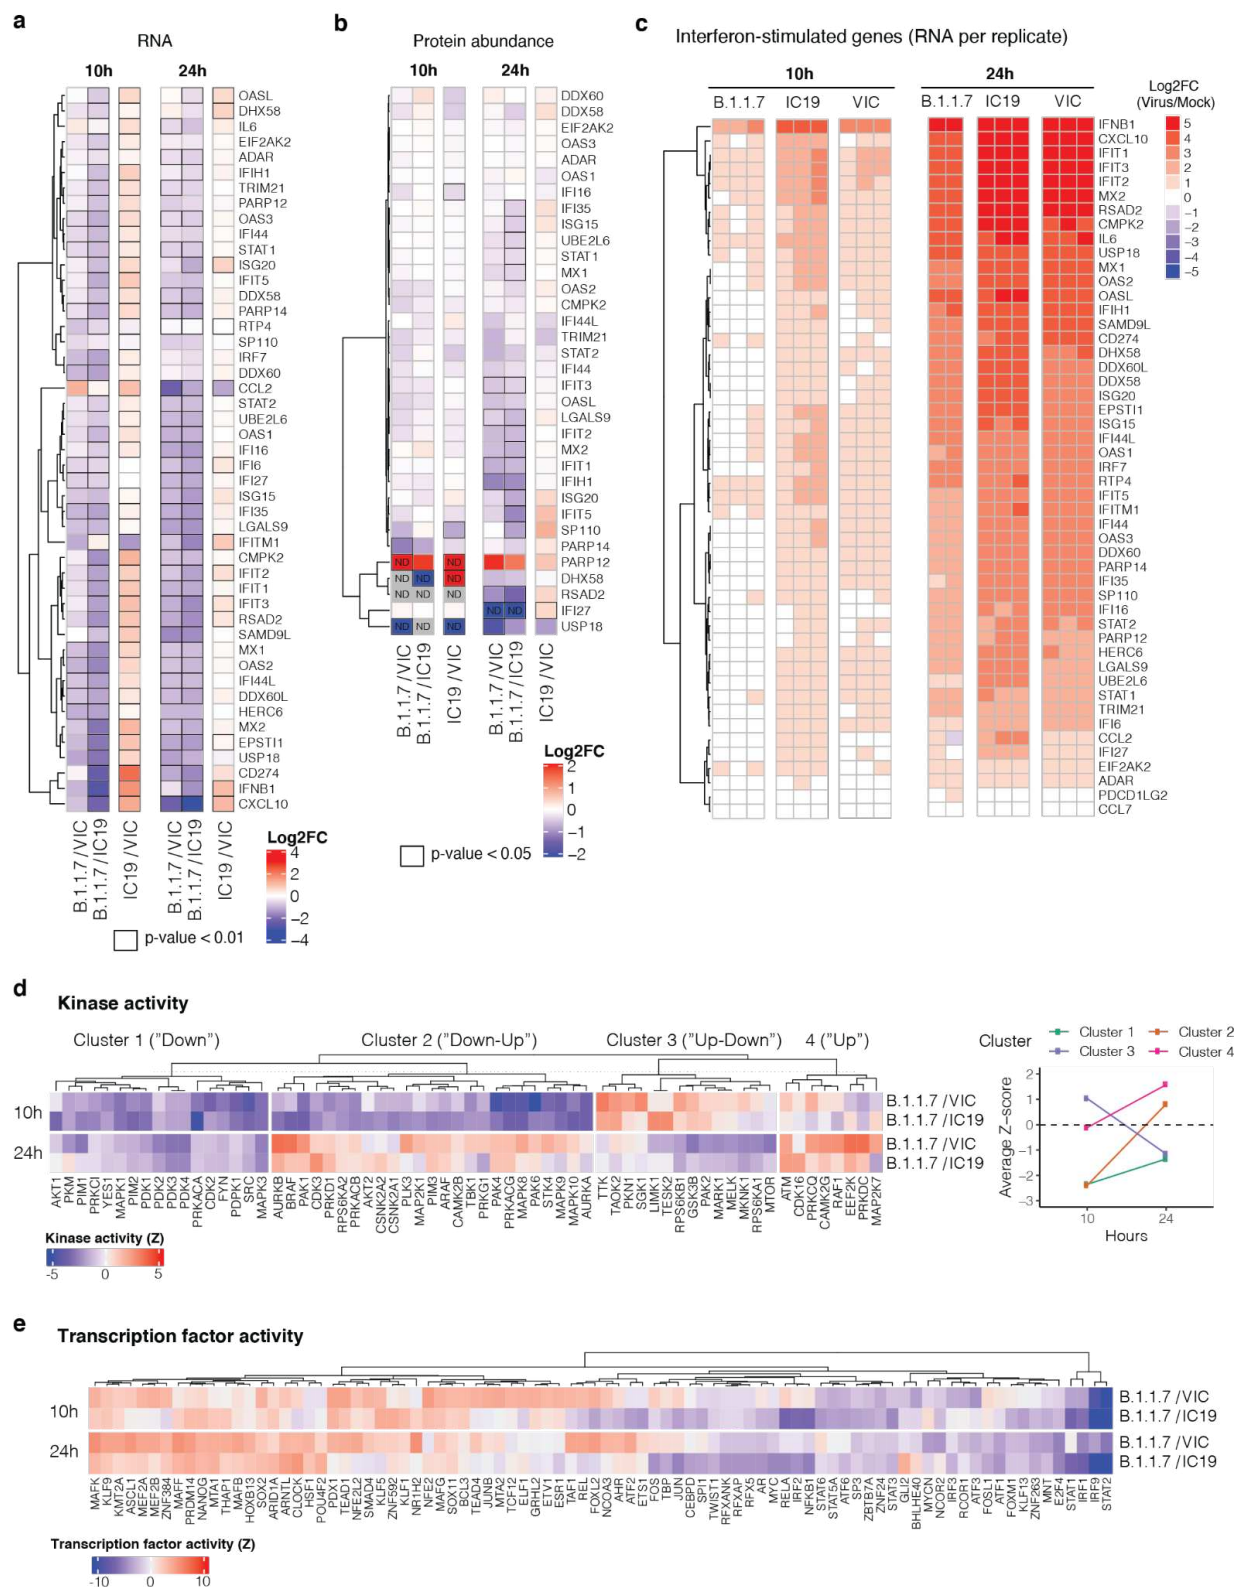 a
RNA
10h
24h
OASL
DHX58
IL6
EIF2AK2
ADAR
IFIH1
TRIM21
PARP12
OAS3
IFI44
STAT1
ISG20
IFIT5
DDX58
PARP14
RTP4
SP110
IRF7
DDX60
CCL2
STAT2
UBE2L6
OAS1
IFI16
IFI6
IFI27
ISG15
IFI35
LGALS9
IFITM1
CMPK2
IFIT2
IFIT1
IFIT3
RSAD2
SAMD9L
MX1
OAS2
IFI44L
DDX60L
HERC6
MX2
EPSTI1
USP18
CD274
IFNB1
CXCL10
B.1.1.7 /VIC
B.1.1.7 /IC19
IC19 /VIC
B.1.1.7 /VIC
B.1.1.7 /IC19
IC19 /VIC
Log2FC
4
2
0
−2
−4
p-value < 0.01
b
Protein abundance
10h
24h
DDX60
DDX58
EIF2AK2
OAS3
ADAR
OAS1
IFI16
IFI35
ISG15
UBE2L6
STAT1
MX1
OAS2
CMPK2
IFI44L
TRIM21
STAT2
IFI44
IFIT3
OASL
LGALS9
IFIT2
MX2
IFIT1
IFIH1
ISG20
IFIT5
SP110
PARP14
ND ND PARP12
ND ND ND DHX58
ND ND ND RSAD2
ND ND IFI27
ND ND ND USP18
B.1.1.7 /VIC
B.1.1.7 /IC19
IC19 /VIC
B.1.1.7 /VIC
B.1.1.7 /IC19
IC19 /VIC
Log2FC
2
1
0
−1
−2
p-value < 0.05
c
Interferon-stimulated genes (RNA per replicate)
10h
24h
B.1.1.7 IC19 VIC
B.1.1.7 IC19 VIC
Log2FC
(Virus/Mock)
5
4
3
2
1
0
−1
−2
−3
−4
−5
IFNB1
CXCL10
IFIT1
IFIT3
IFIT2
MX2
RSAD2
CMPK2
IL6
USP18
MX1
OAS2
OASL
IFIH1
SAMD9L
CD274
DHX58
DDX60L
DDX58
ISG20
EPSTI1
ISG15
IFI44L
OAS1
IRF7
RTP4
IFIT5
IFITM1
IFI44
OAS3
DDX60
PARP14
IFI35
SP110
IFI16
STAT2
PARP12
HERC6
LGALS9
UBE2L6
STAT1
TRIM21
IFI6
CCL2
IFI27
EIF2AK2
ADAR
PDCD1LG2
CCL7
d
Kinase activity
Cluster 1 ("Down")
Cluster 2 ("Down-Up")
Cluster 3 ("Up-Down")
4 ("Up")
10h
B.1.1.7 /VIC
B.1.1.7 /IC19
24h
B.1.1.7 /VIC
B.1.1.7 /IC19
AKT1
PKM
PIM1
PRKCI
YES1
MAPK1
PIM2
PDK1
PDK2
PDK3
PDK4
PRKACA
CDK2
FYN
PDPK1
SRC
MAPK3
AURKB
BRAF
PAK1
CDK3
PRKD1
RPS6KA2
PRKACB
AKT2
CSNK2A2
CSNK2A1
PLK3
MAP2K1
PIM3
ARAF
CAMK2B
TBK1
PRKG1
PAK4
PRKACG
MAPK8
PAK6
STK4
MAPK9
MAPK10
AURKA
TTK
TAOK2
PKN1
SGK1
LIMK1
TESK2
RPS6KB1
GSK3B
PAK2
MARK1
MELK
MKNK1
RPS6KA1
MTOR
ATM
CDK16
PRKCQ
CAMK2G
RAF1
EEF2K
PRKDC
MAP2K7
Kinase activity (Z)
-5
0
5
Cluster
Cluster 1
Cluster 2
Cluster 3
Cluster 4
Average Z-score
2
1
0
−1
−2
−3
10
24
Hours
e
Transcription factor activity
10h
B.1.1.7 /VIC
B.1.1.7 /IC19
24h
B.1.1.7 /VIC
B.1.1.7 /IC19
MAFK
KLF9
KMT2A
ASCL1
MEF2A
MEF2B
ZNF384
MAFF
PRDM14
NANOG
MTA1
TEAD1
MAFB
HOXB13
SOX2
ARID1A
ARNTL
CLOCK
HSF1
POU4F2
PDX1
TEAD1
NFE2L2
SMAD4
KLF5
ZNF592
KLF1
NR1H2
NFE2
MAFG
SOX11
BCL3
TEAD4
JUNB
MTA2
TCF12
ELF1
GRHL2
ETV1
ESR1
TAF1
REL
FOXL2
NCOA3
AHR
ATF2
ETS1
FOS
TBP
JUN
CEBPD
SPI1
TWIST1
RFXANK
RFXAP
RFX5
AR
MYC
RELA
IRF2
NFKB1
STAT6
STAT5A
ATF6
SP3
ZBTB7A
ZNF24
STAT3
GLI2
BHLHE40
MYCN
NCOR2
IRF3
RCOR1
ATF3
FOSL1
ATF1
FOXM1
KLF13
ZNF263
MNT
E2F4
STAT1
IRF1
IRF9
STAT2
Transcription factor activity (Z)
-10
0
10